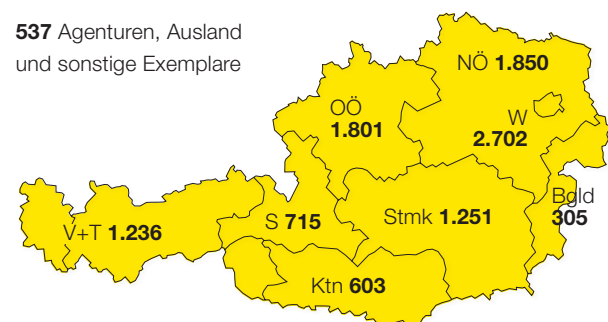 537 Agenturen, Ausland
und sonstige Exemplare
NÖ 1.850
OÖ
1.801
W
2.702
Bgld
305
V+T 1.236
S 715
Stmk 1.251
Ktn 603